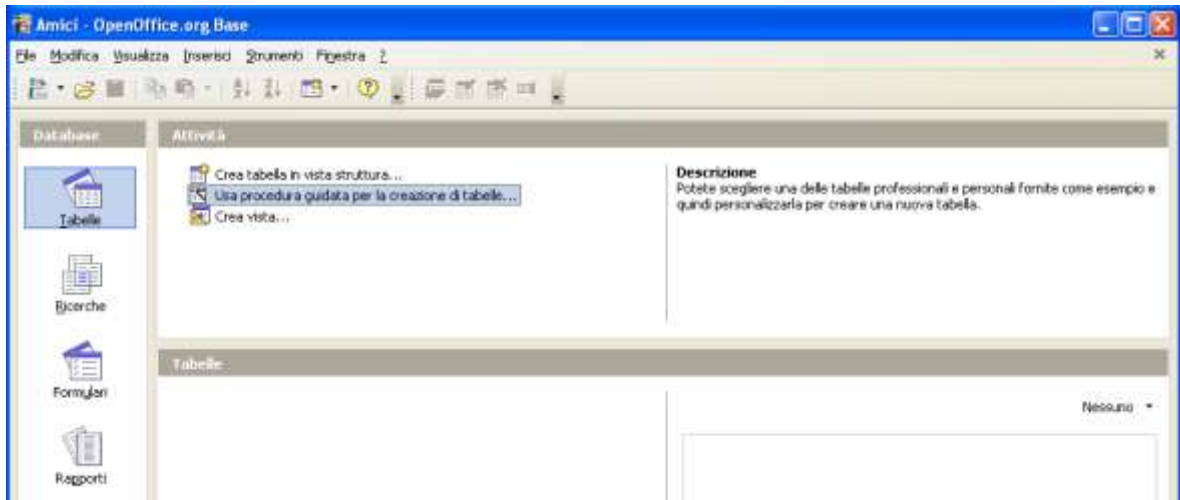 Amici - OpenOffice.org Base
File Modifica Visualizza Inserisci Strumenti Finestra ?
Database
Attività
Tabelle
Ricerche
Formulari
Rapporti
Crea tabella in vista struttura...
Usa procedura guidata per la creazione di tabelle...
Crea vista...
Descrizione
Potete scegliere una delle tabelle professionali e personali fornite come esempio e
quindi personalizzarla per creare una nuova tabella.
Tabelle
Nessuno